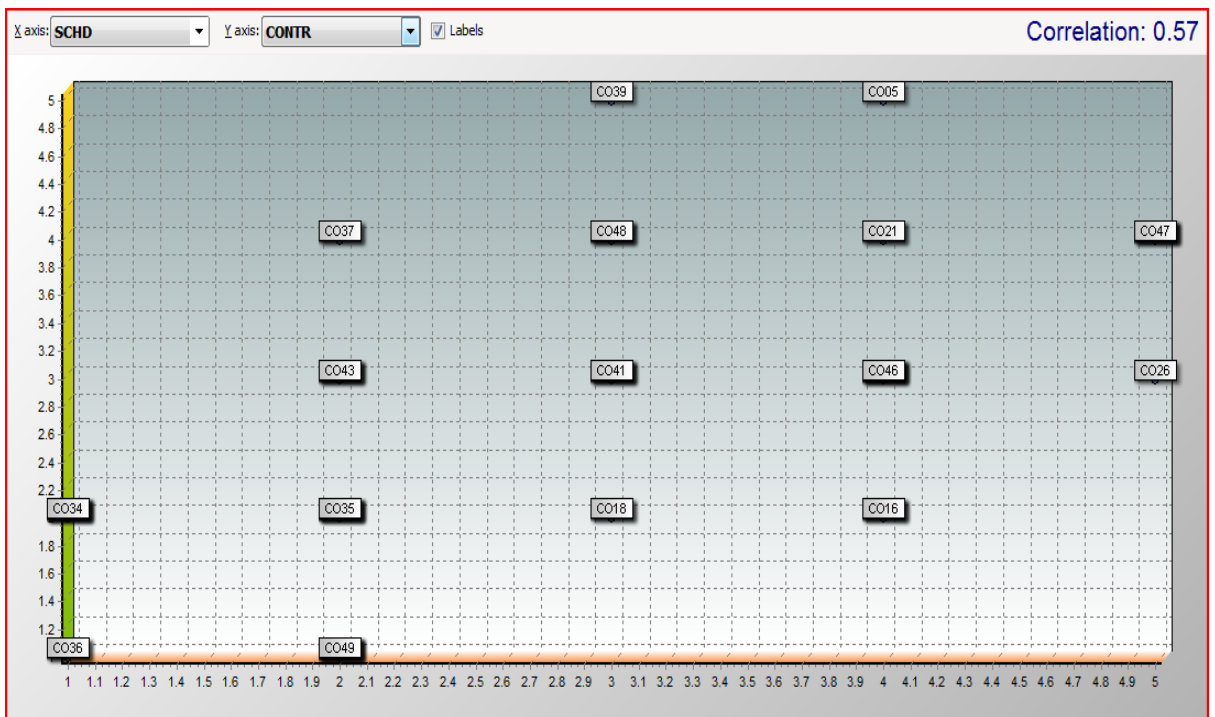 X axis: SCHD Y axis: CONTR Labels Correlation: 0.57
CO39 CO05
5
4.8
4.6
4.4
4.2
CO37 CO48 CO21 CO47
4
3.8
3.6
3.4
3.2
CO43 CO41 CO46 CO26
3
2.8
2.6
2.4
2.2
CO34 CO35 CO18 CO16
1.8
1.6
1.4
1.2
CO36 CO49
1 1.1 1.2 1.3 1.4 1.5 1.6 1.7 1.8 1.9 2 2.1 2.2 2.3 2.4 2.5 2.6 2.7 2.8 2.9 3 3.1 3.2 3.3 3.4 3.5 3.6 3.7 3.8 3.9 4 4.1 4.2 4.3 4.4 4.5 4.6 4.7 4.8 4.9 5